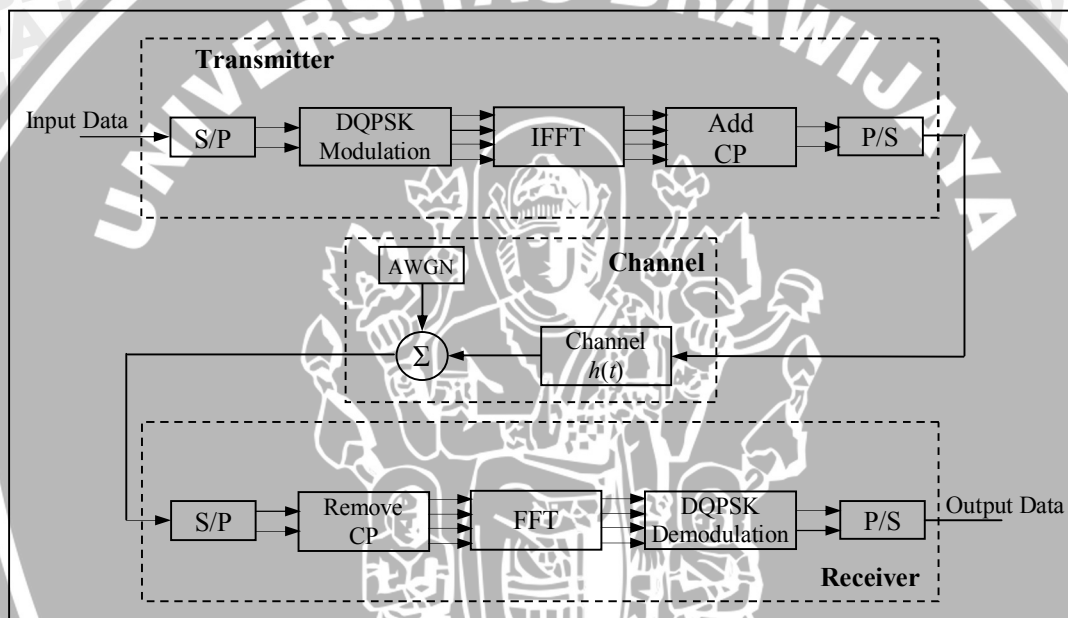 UNIVERSITAS BRAWIJAYA
Transmitter
Input Data
S/P
DQPSK
Modulation
IFFT
Add
CP
P/S
AWGN
Channel
Σ
Channel
h(t)
S/P
Remove
CP
FFT
DQPSK
Demodulation
P/S
Output Data
Receiver